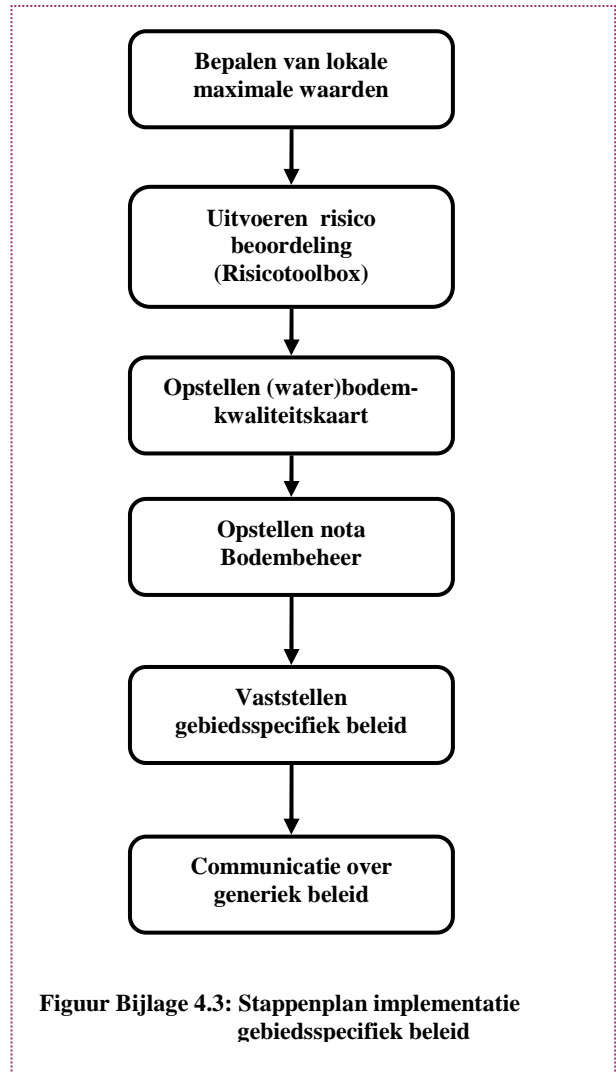 Bepalen van lokale
maximale waarden
Uitvoeren risico
beoordeling
(Risicotoolbox)
Opstellen (water)bodem-
kwaliteitskaart
Opstellen nota
Bodembeheer
Vaststellen
gebiedsspecifiek beleid
Communicatie over
generiek beleid
Figuur Bijlage 4.3: Stappenplan implementatie
gebiedsspecifiek beleid